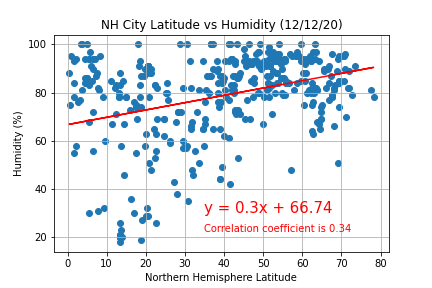 NH City Latitude vs Humidity (12/12/20)
100
80
60
40
20
Humidity (%)
y = 0.3x + 66.74
Correlation coefficient is 0.34
0 10 20 30 40 50 60 70 80
Northern Hemisphere Latitude